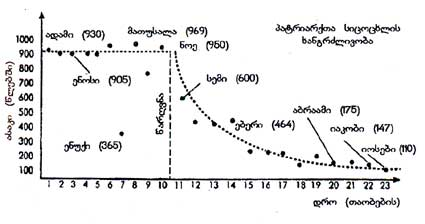 პატრიარქთა სიცოცხლის
ხანგრძლივობა
ადამი (930)
მათუსალა (969)
ნოე (950)
ენოსი (905)
ენუქი (365)
წარღვნა
სემი (600)
ებერი (464)
აბრაამი (175)
იაკობი (147)
იოსები (110)
ასაკი (წლებში)
1000
900
800
700
600
500
400
300
200
100
1 2 3 4 5 6 7 8 9 10 11 12 13 14 15 16 17 18 19 20 21 22 23
დრო (თაობების)